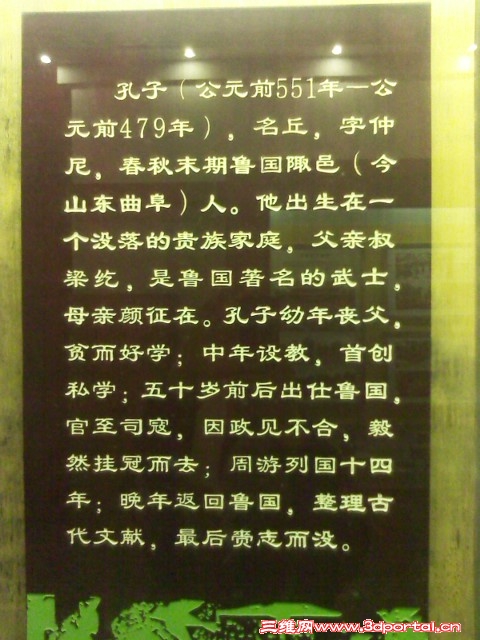 孔子（公元前551年—公
元前479年），名丘，字仲
尼，春秋末期鲁国陬邑（今
山东曲阜）人。他出生在一
个没落的贵族家庭，父亲叔
梁纥，是鲁国著名的武士，
母亲颜征在。孔子幼年丧父，
贫而好学；中年设教，首创
私学；五十岁前后出仕鲁国，
官至司寇，因政见不合，毅
然挂冠而去；周游列国十四
年；晚年返回鲁国，整理古
代文献，最后赍志而没。
三维网www.3dportal.cn